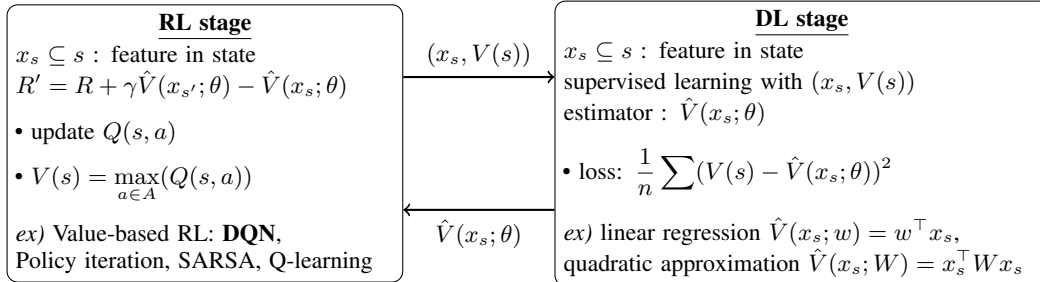 RL stage
x_s ⊆ s : feature in state
R′ = R + γV̂(x_{s′}; θ) − V̂(x_s; θ)
• update Q(s, a)
• V(s) = max_{a∈A}(Q(s, a))
ex) Value-based RL: DQN,
Policy iteration, SARSA, Q-learning
(x_s, V(s))
V̂(x_s; θ)
DL stage
x_s ⊆ s : feature in state
supervised learning with (x_s, V(s))
estimator : V̂(x_s; θ)
• loss: 1/n ∑(V(s) − V̂(x_s; θ))²
ex) linear regression V̂(x_s; w) = w^⊤ x_s,
quadratic approximation V̂(x_s; W) = x_s^⊤ W x_s